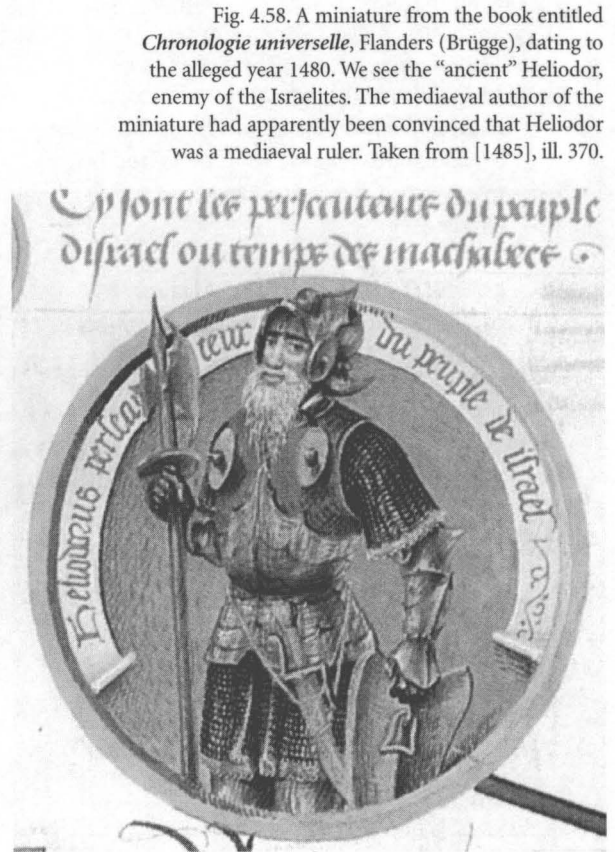 Fig. 4.58. A miniature from the book entitled
Chronologie universelle, Flanders (Brügge), dating to
the alleged year 1480. We see the “ancient” Heliodor,
enemy of the Israelites. The mediaeval author of the
miniature had apparently been convinced that Heliodor
was a mediaeval ruler. Taken from [1485], ill. 370.
Cy sont les persecuteurs du peuple
disrael ou temps des machabees
heliodorus persecuteur du peuple de israel